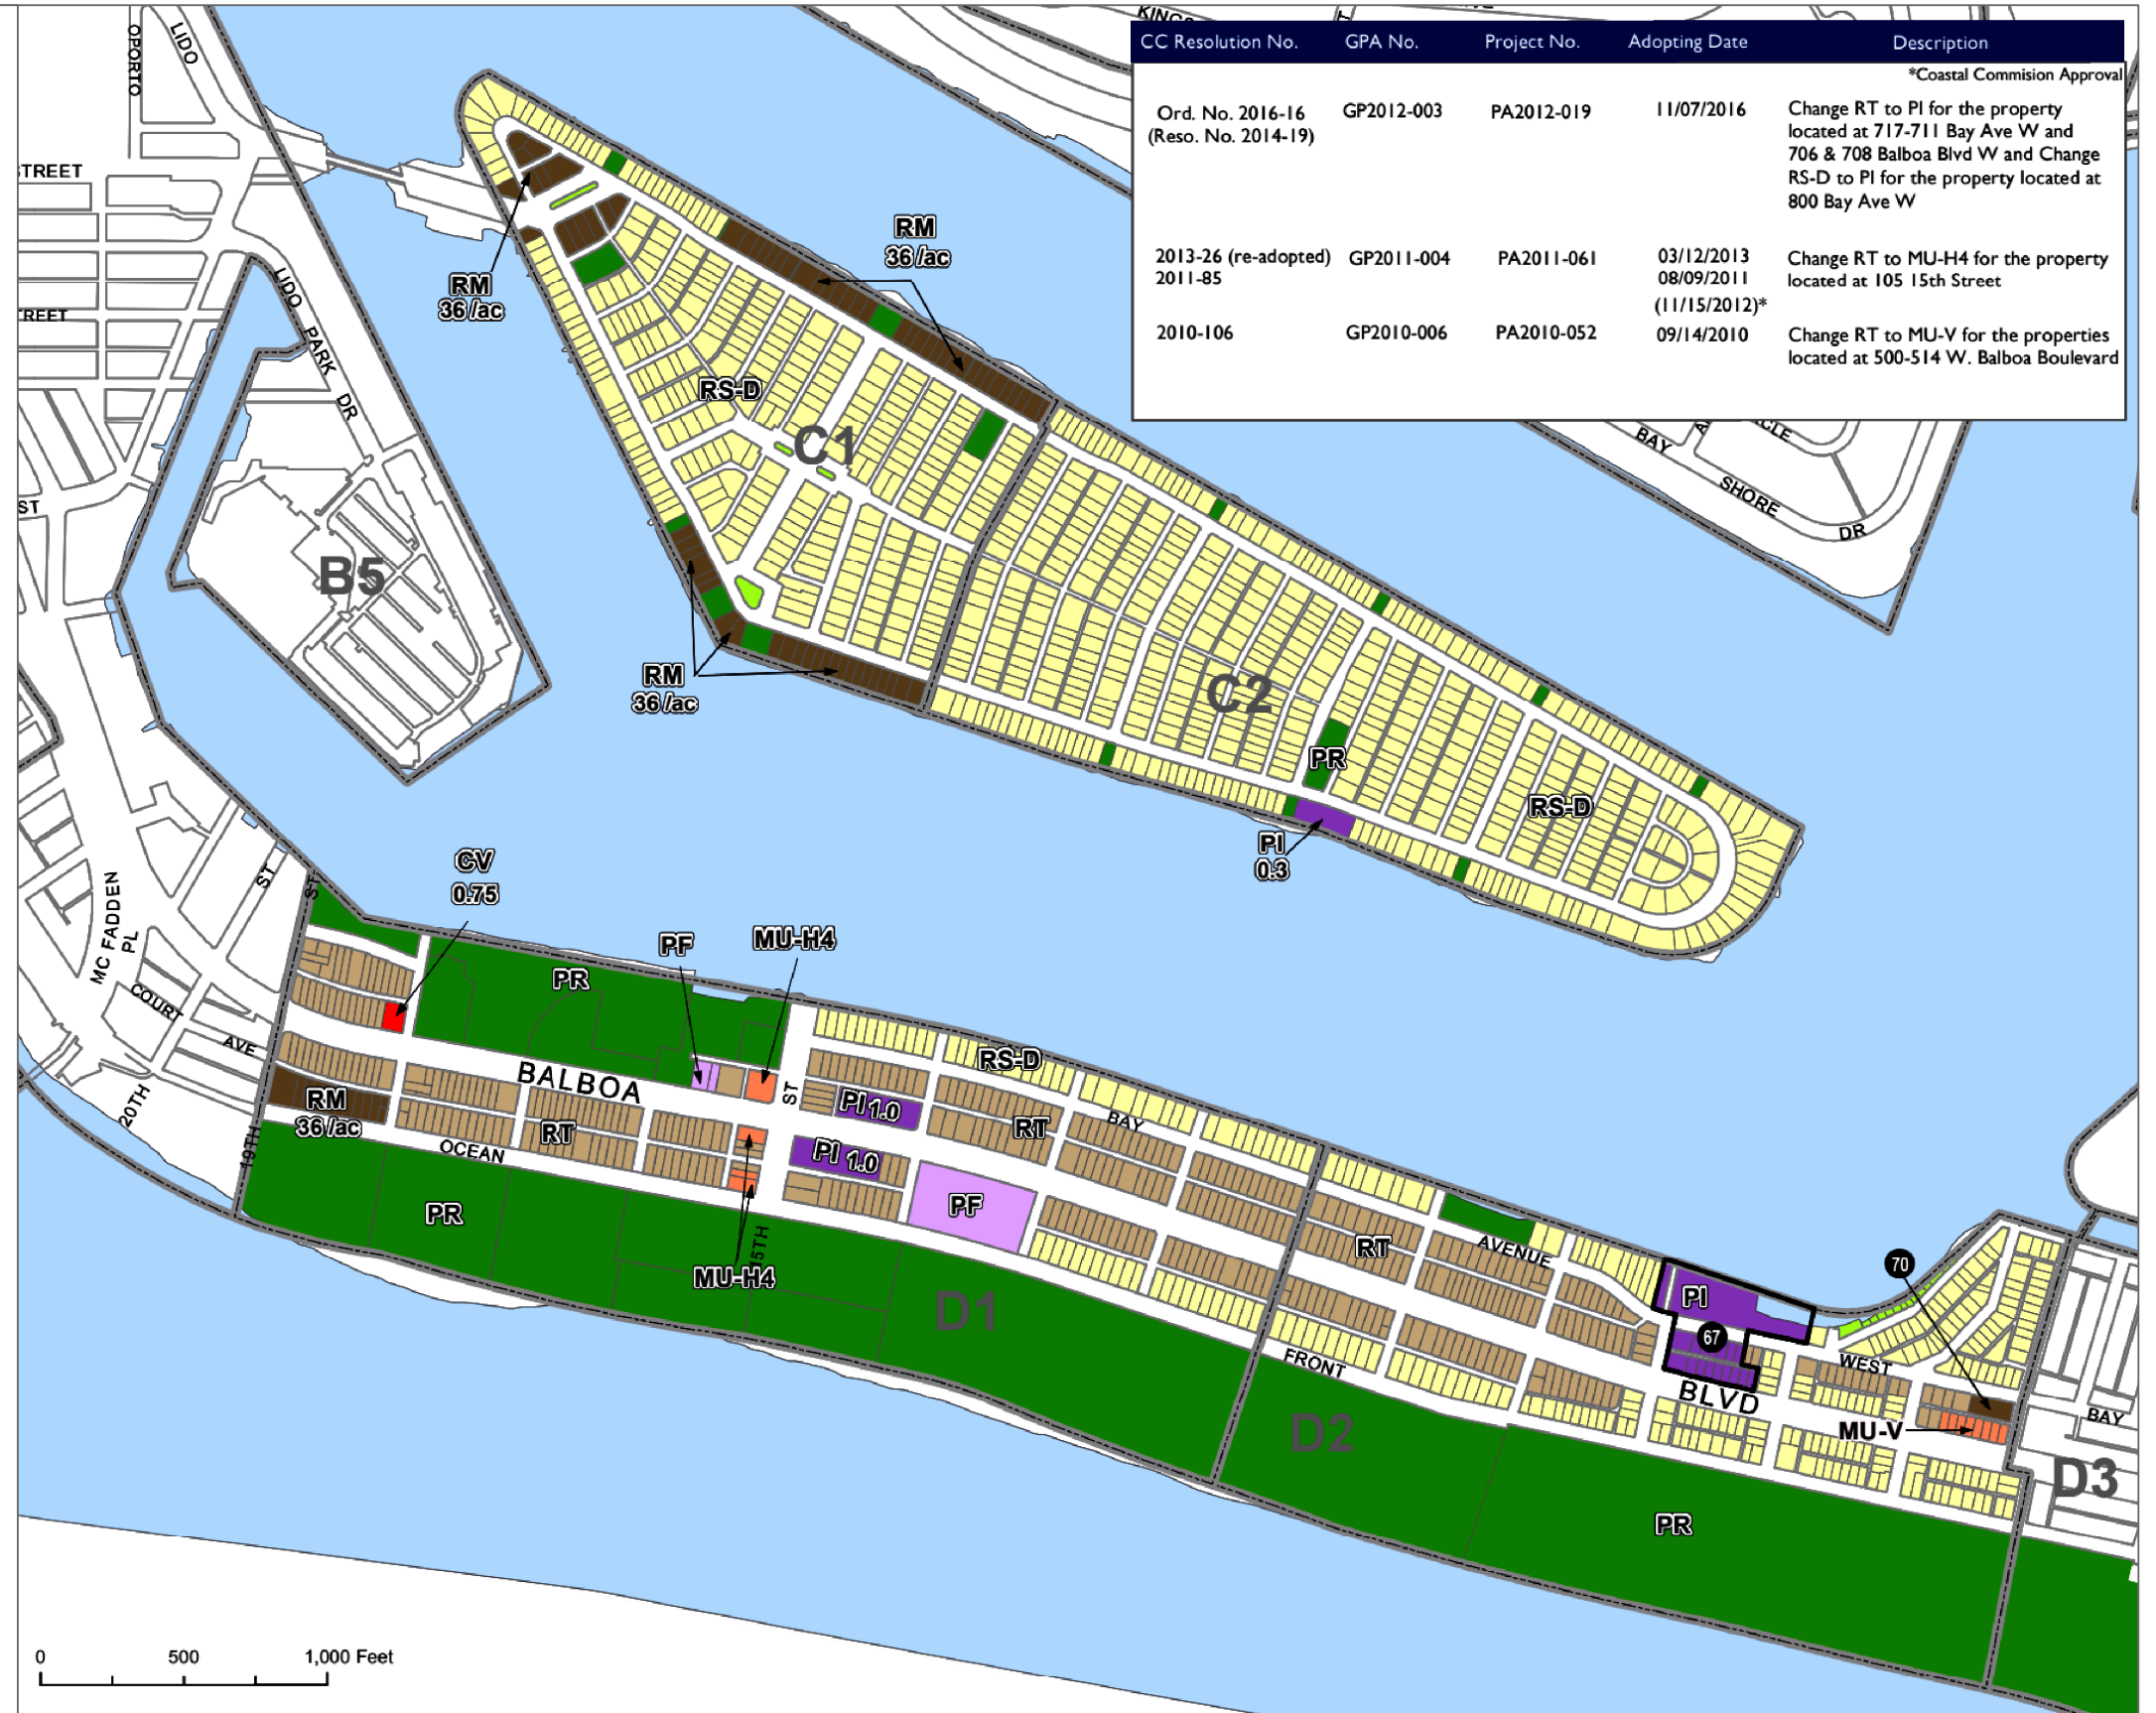 OPORTO
LIDO
KINGS
CC Resolution No. GPA No. Project No. Adopting Date Description
*Coastal Commision Approval
Ord. No. 2016-16 GP2012-003 PA2012-019 11/07/2016 Change RT to PI for the property
(Reso. No. 2014-19) located at 717-711 Bay Ave W and
706 & 708 Balboa Blvd W and Change
RS-D to PI for the property located at
800 Bay Ave W
2013-26 (re-adopted) GP2011-004 PA2011-061 03/12/2013 Change RT to MU-H4 for the property
2011-85 08/09/2011 located at 105 15th Street
(11/15/2012)*
2010-106 GP2010-006 PA2010-052 09/14/2010 Change RT to MU-V for the properties
located at 500-514 W. Balboa Boulevard
TREET
REET
ST
LIDO PARK DR
RM
36 /ac
RM
36 /ac
RS-D
C1
BAY
CLE
SHORE
DR
B5
RM
36 /ac
C2
PR
RS-D
PI
0.3
MC FADDEN
PL
ST
ST
COURT
AVE
20TH
19TH
CV
0.75
PF
MU-H4
PR
BALBOA
ST
RS-D
PI 1.0
RM
36 /ac
RT
OCEAN
RT
BAY
PI 1.0
PF
PR
15TH
MU-H4
D1
RT
AVENUE
PI
67
70
FRONT
BLVD
WEST
BAY
MU-V
D2
D3
PR
0 500 1,000 Feet